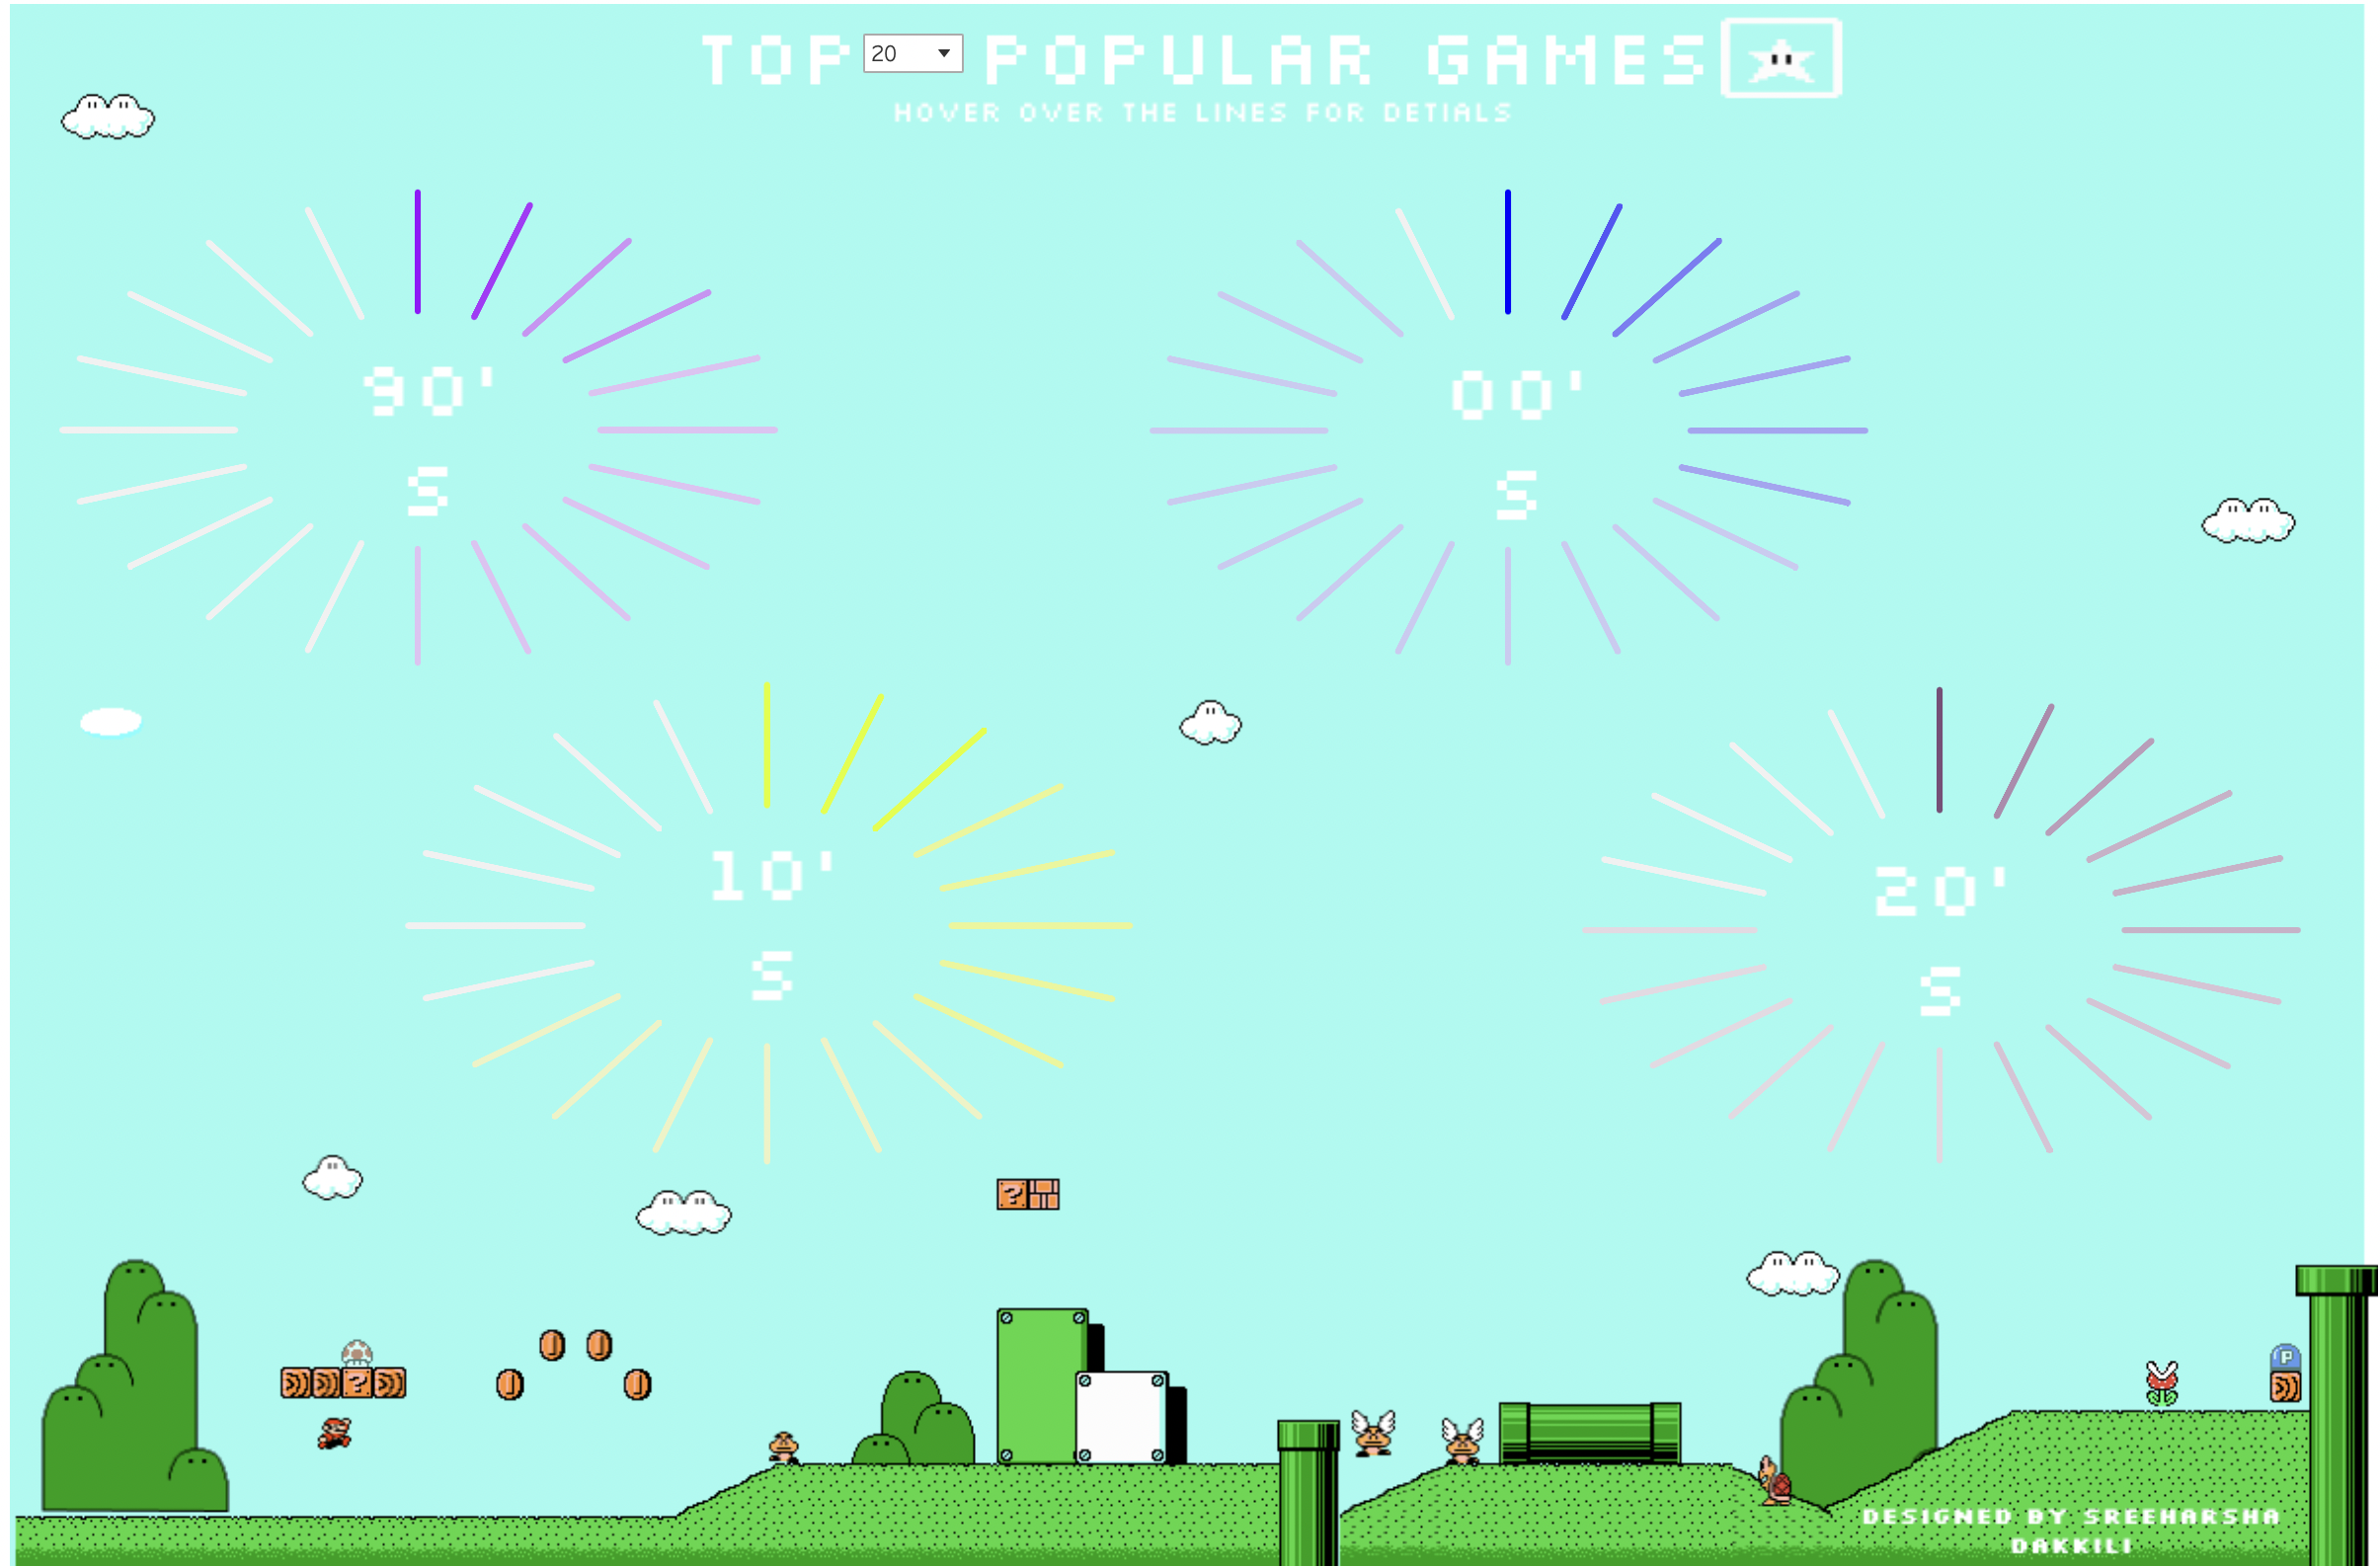 TOP 20 POPULAR GAMES
HOVER OVER THE LINES FOR DETIALS
90'
S
00'
S
10'
S
20'
S
?
?
P
DESIGNED BY SREEHARSHA
DAKKILI